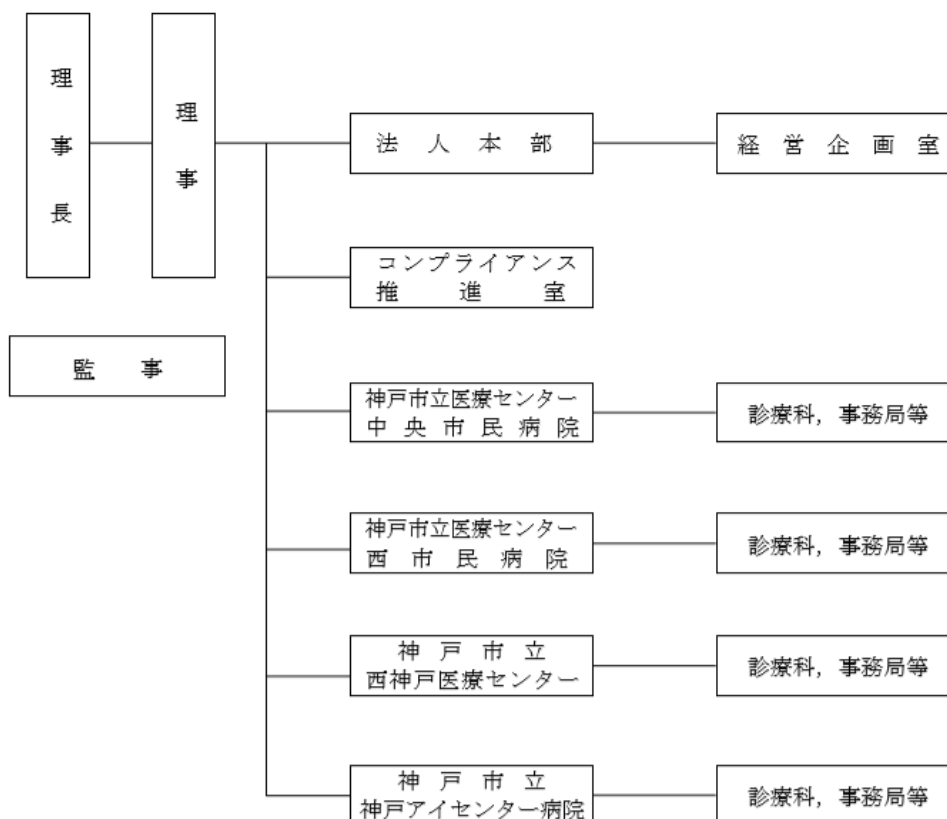 理事長
理事
法人本部
経営企画室
コンプライアンス
推進室
監事
神戸市立医療センター
中央市民病院
診療科，事務局等
神戸市立医療センター
西市民病院
診療科，事務局等
神戸市立
西神戸医療センター
診療科，事務局等
神戸市立
神戸アイセンター病院
診療科，事務局等